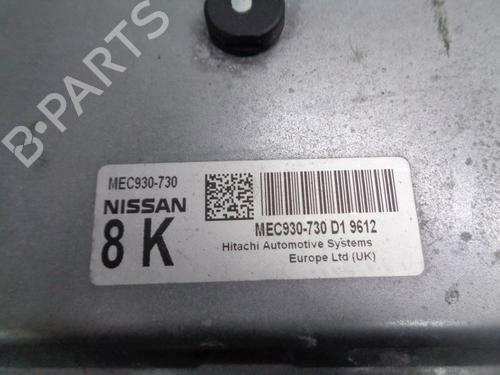 B-PARTS
MEC930-730
NISSAN
8 K
MEC930-730 D1 9612
Hitachi Automotive Systems
Europe Ltd (UK)